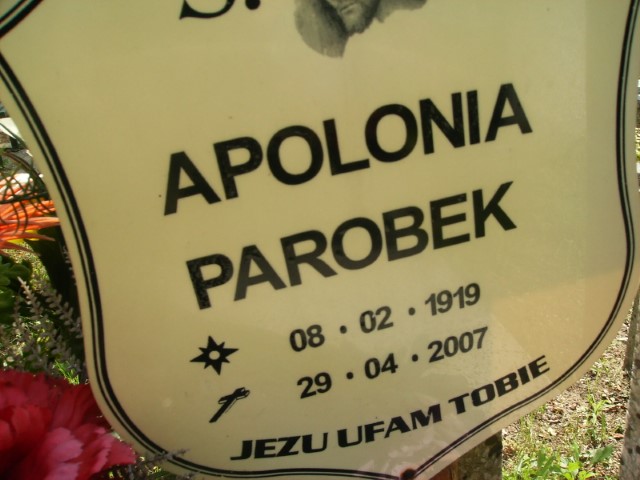 Ś.
APOLONIA
PAROBEK
08 • 02 • 1919
29 • 04 • 2007
JEZU UFAM TOBIE